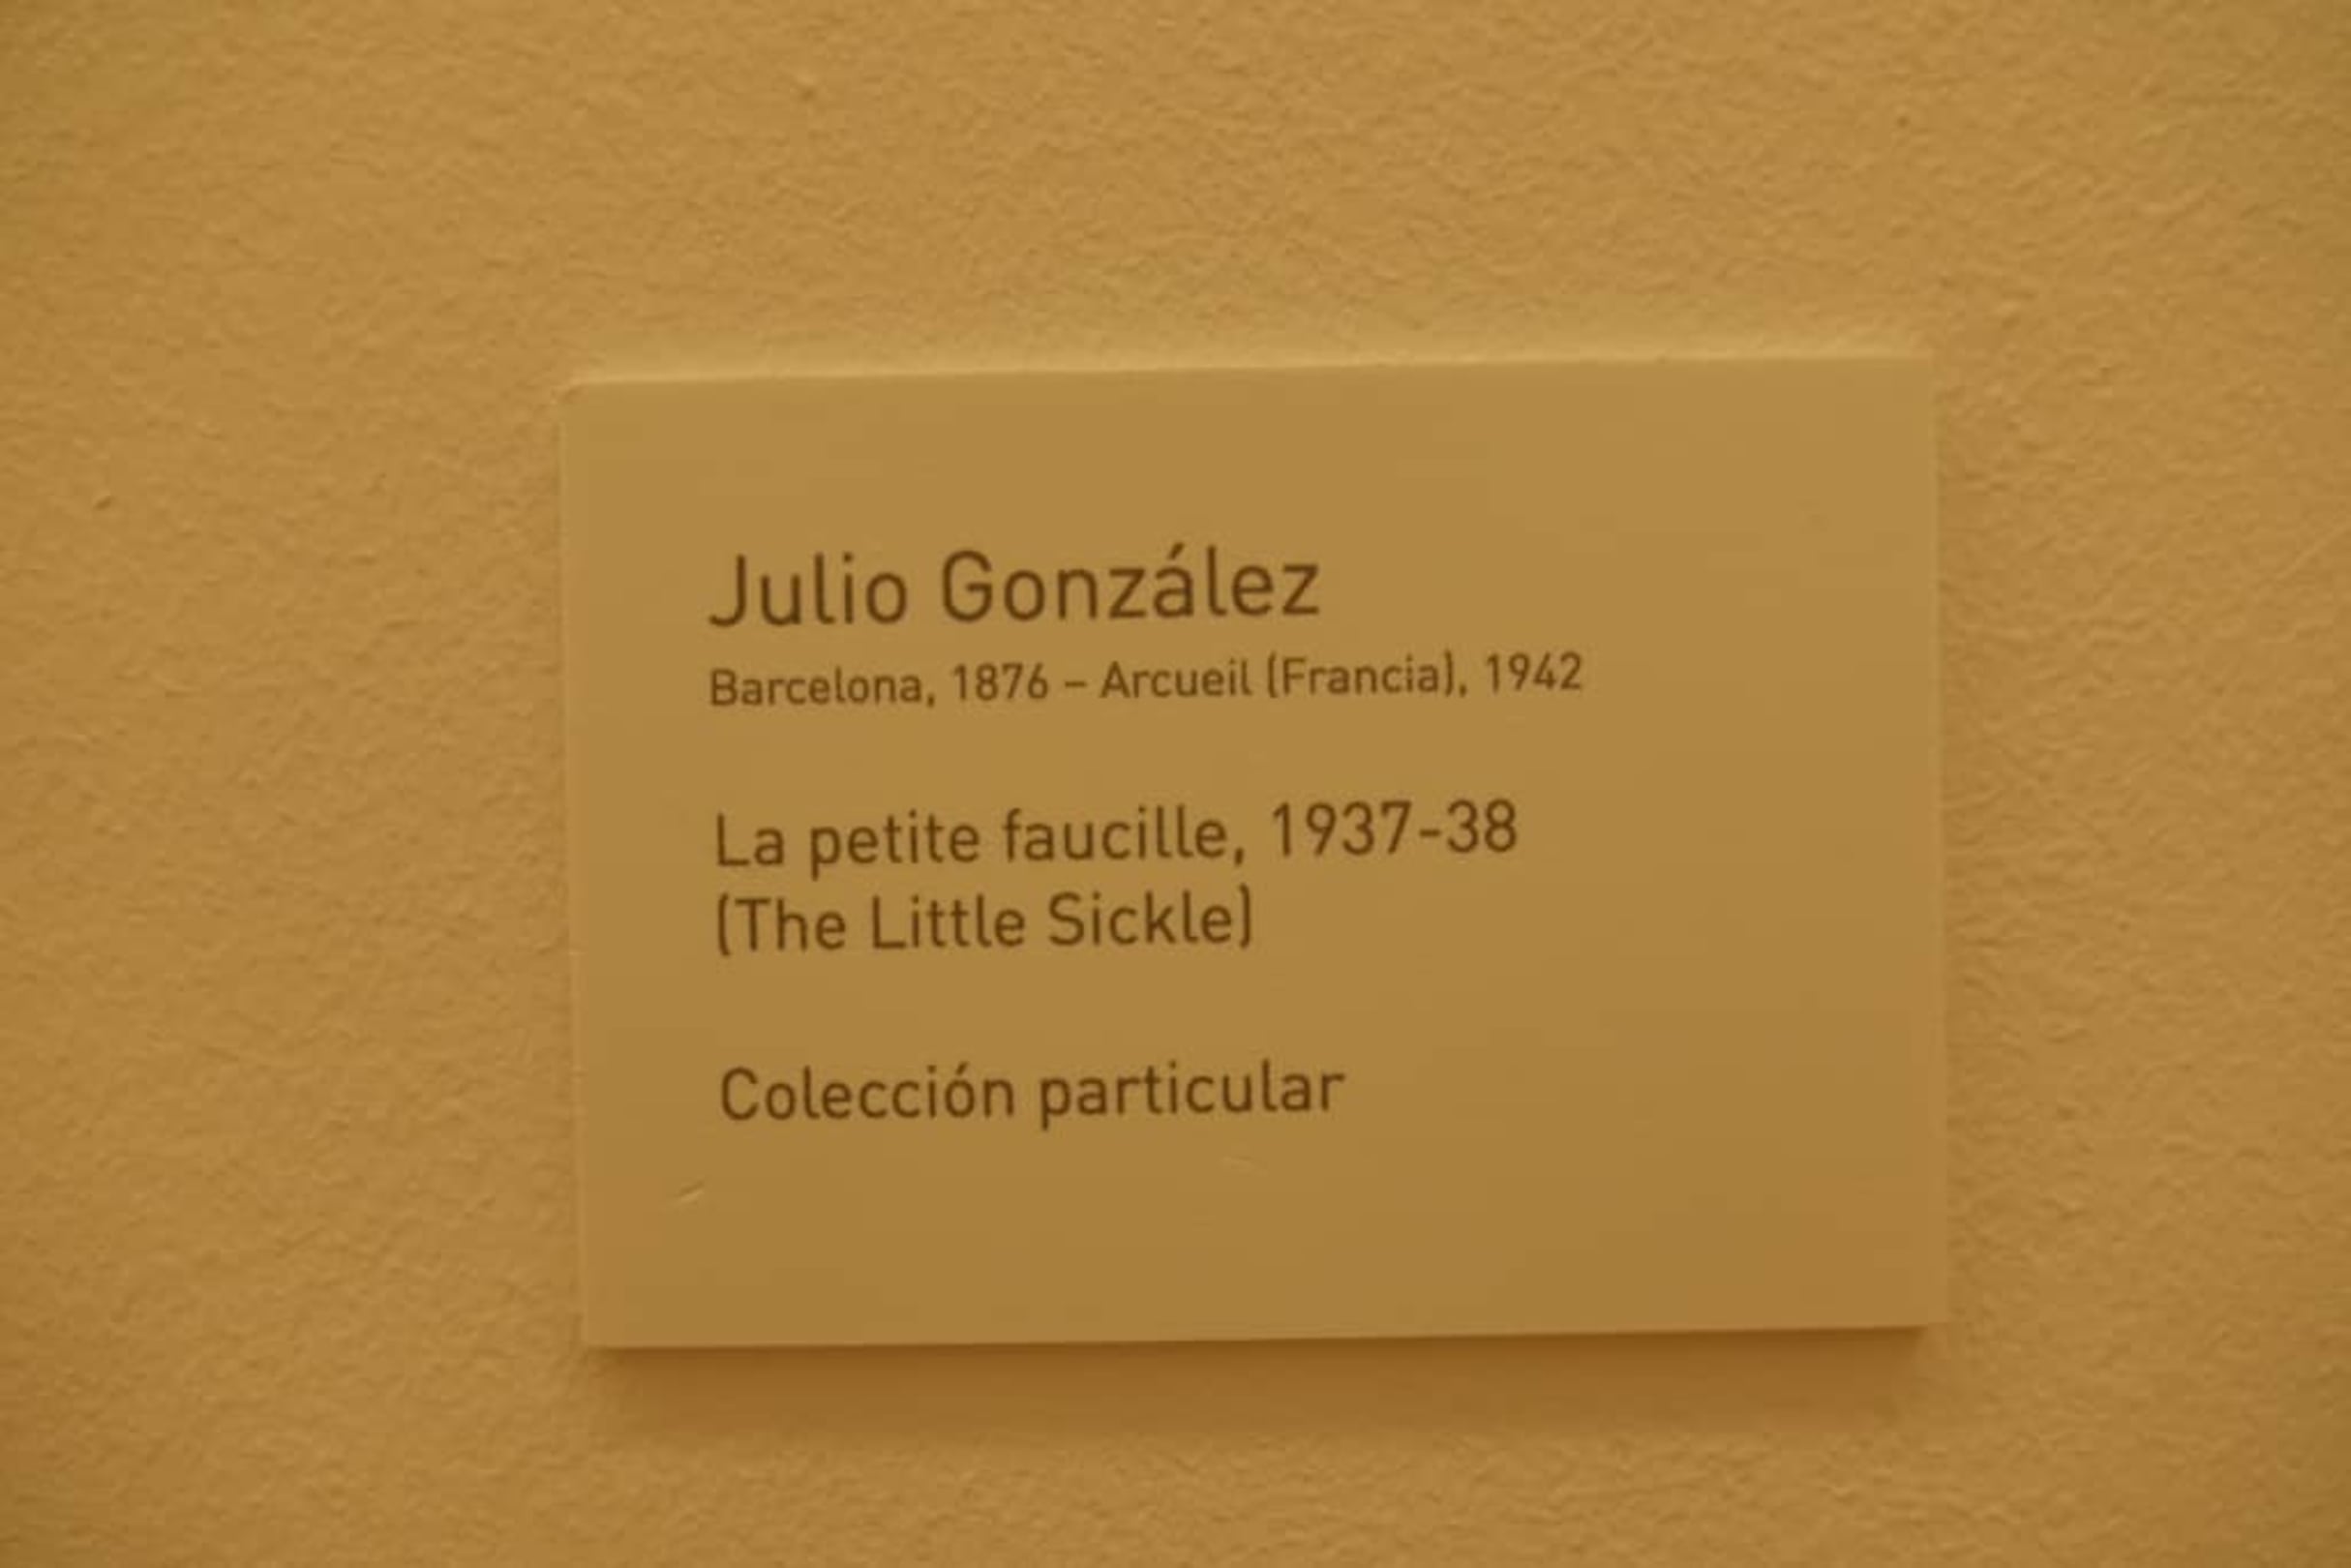 Julio González
Barcelona, 1876 – Arcueil (Francia), 1942
La petite faucille, 1937-38
(The Little Sickle)
Colección particular